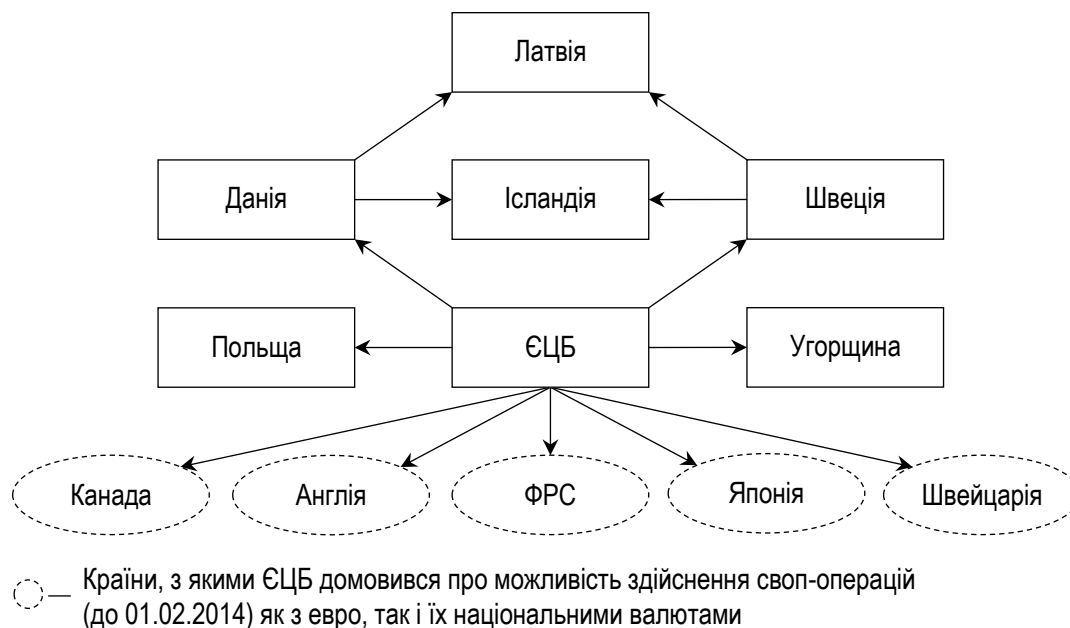 Латвія
Данія
Ісландія
Швеція
Польща
ЄЦБ
Угорщина
Канада
Англія
ФРС
Японія
Швейцарія
— Країни, з якими ЄЦБ домовився про можливість здійснення своп-операцій
(до 01.02.2014) як з евро, так і їх національними валютами